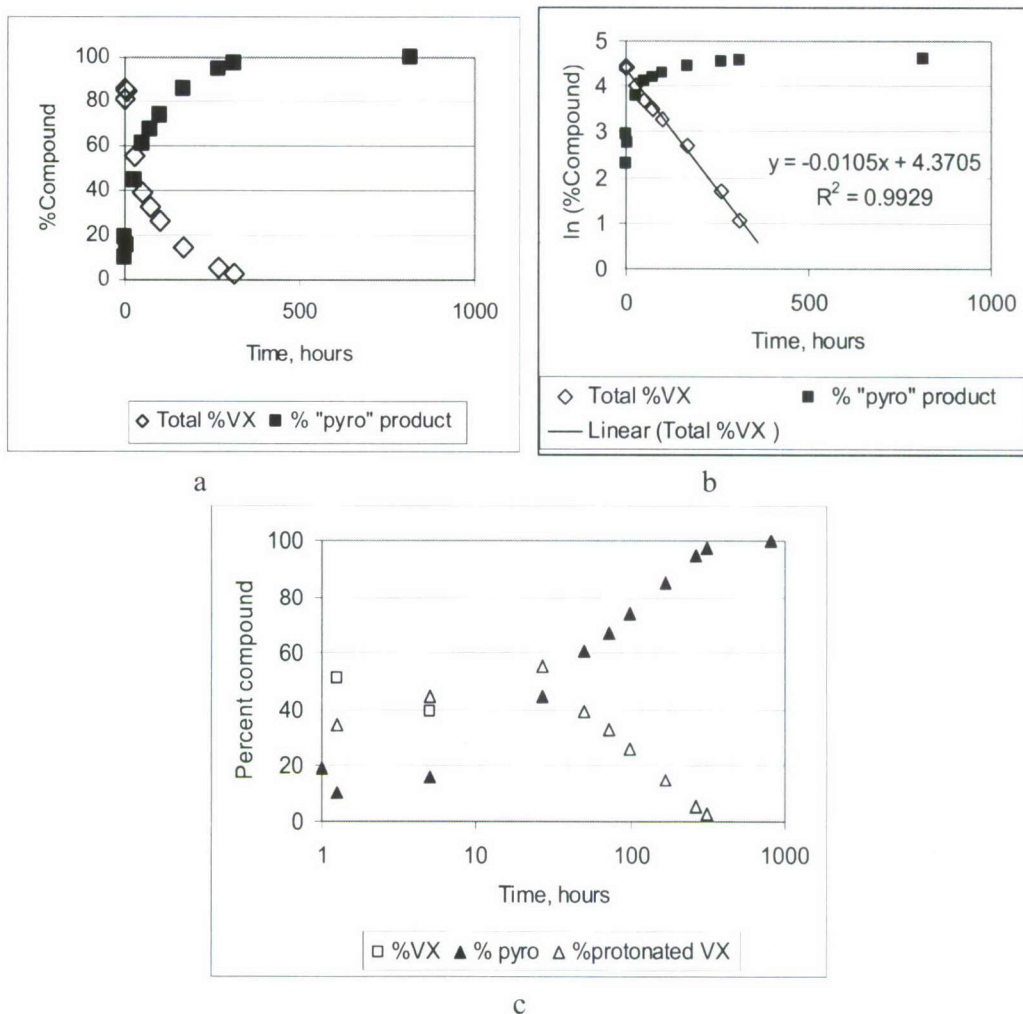 100
80
60
40
20
0
%Compound
0 500 1000
Time, hours
Total %VX % "pyro" product
a
5
4
3
2
1
0
ln (%Compound)
y = -0.0105x + 4.3705
R² = 0.9929
0 500 1000
Time, hours
Total %VX % "pyro" product
Linear (Total %VX )
b
100
80
60
40
20
0
Percent compound
1 10 100 1000
Time, hours
%VX % pyro %protonated VX
c